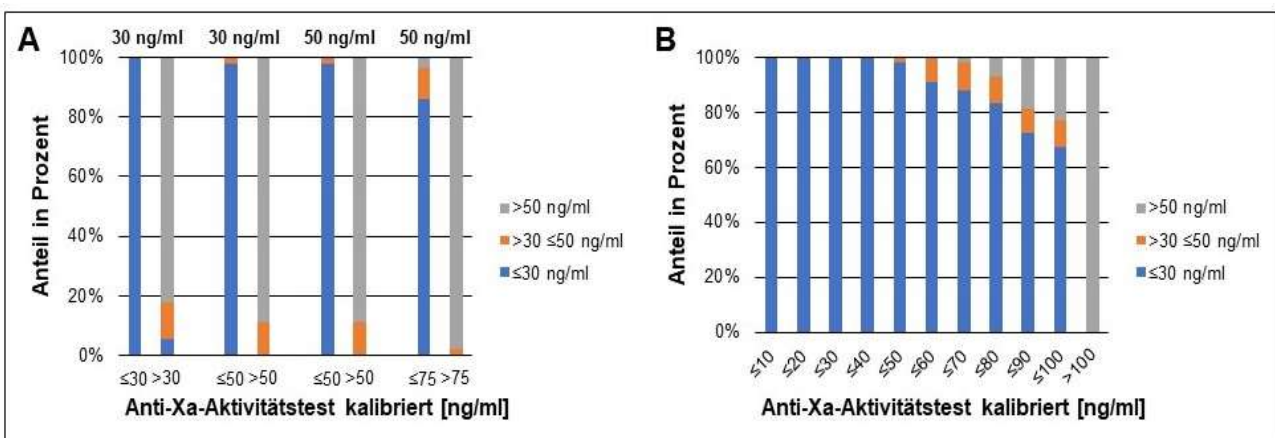 A
30 ng/ml 30 ng/ml 50 ng/ml 50 ng/ml
100%
80%
60%
40%
20%
0%
Anteil in Prozent
≤30 >30 ≤50 >50 ≤50 >50 ≤75 >75
Anti-Xa-Aktivitätstest kalibriert [ng/ml]
>50 ng/ml
>30 ≤50 ng/ml
≤30 ng/ml
B
100%
80%
60%
40%
20%
0%
Anteil in Prozent
≤10 ≤20 ≤30 ≤40 ≤50 ≤60 ≤70 ≤80 ≤90 ≤100 >100
Anti-Xa-Aktivitätstest kalibriert [ng/ml]
>50 ng/ml
>30 ≤50 ng/ml
≤30 ng/ml